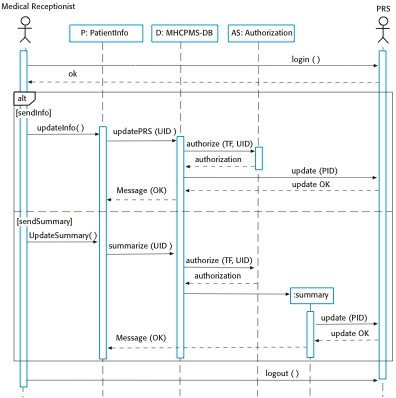 Medical Receptionist
PRS
P: PatientInfo
D: MHCPMS-DB
AS: Authorization
login ( )
ok
alt
[sendInfo]
updateInfo( )
updatePRS (UID )
authorize (TF, UID)
authorization
update (PID)
update OK
Message (OK)
[sendSummary]
UpdateSummary( )
summarize (UID )
authorize (TF, UID)
authorization
:summary
update (PID)
update OK
Message (OK)
logout ( )